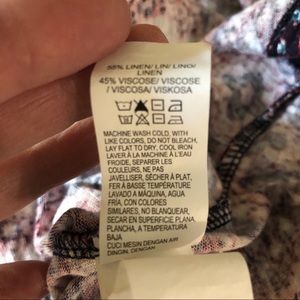 55% LINEN/ LIN/ LINO/
LINEN
45% VISCOSE/ VISCOSE
/ VISCOSA/ VISKOSA
MACHINE WASH COLD, WITH
LIKE COLORS, DO NOT BLEACH,
LAY FLAT TO DRY, COOL IRON
LAVER À LA MACHINE À L'EAU
FROIDE, SEPARER LES
COULEURS, NE PAS
JAVELLISER, SÉCHER À PLAT,
FER À BASSE TEMPÉRATURE
LAVADO A MÁQUINA, AGUA
FRÍA, CON COLORES
SIMILARES, NO BLANQUEAR,
SECAR EN SUPERFICIE PLANA,
PLANCHA, A TEMPERATURA
BAJA
CUCI MESIN DENGAN AIR
DINGIN, DENGAN